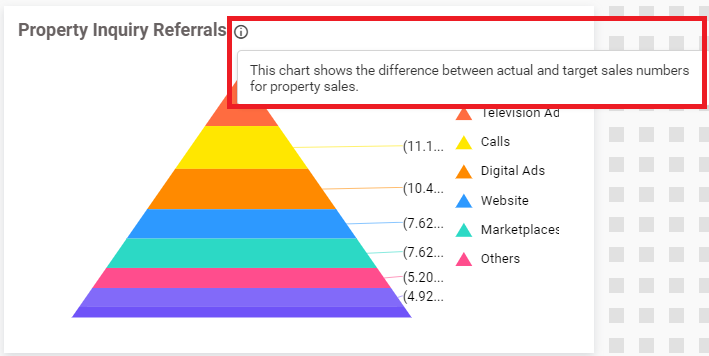 Property Inquiry Referrals
This chart shows the difference between actual and target sales numbers
for property sales.
Television Ad
(11.1...
Calls
(10.4...
Digital Ads
(7.62...
Website
(7.62...
Marketplaces
(5.20...
Others
(4.92...